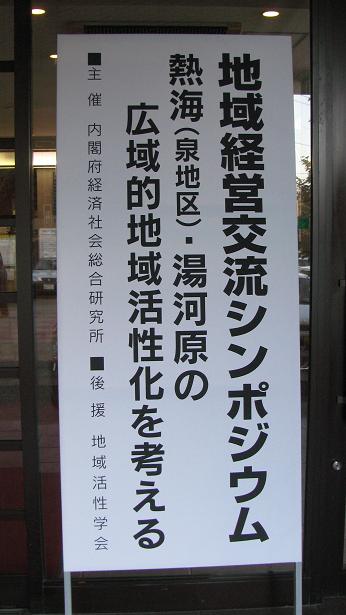 地域経営交流シンポジウム
熱海（泉地区）・湯河原の
広域的地域活性化を考える
■主催 内閣府経済社会総合研究所 ■後援 地域活性学会